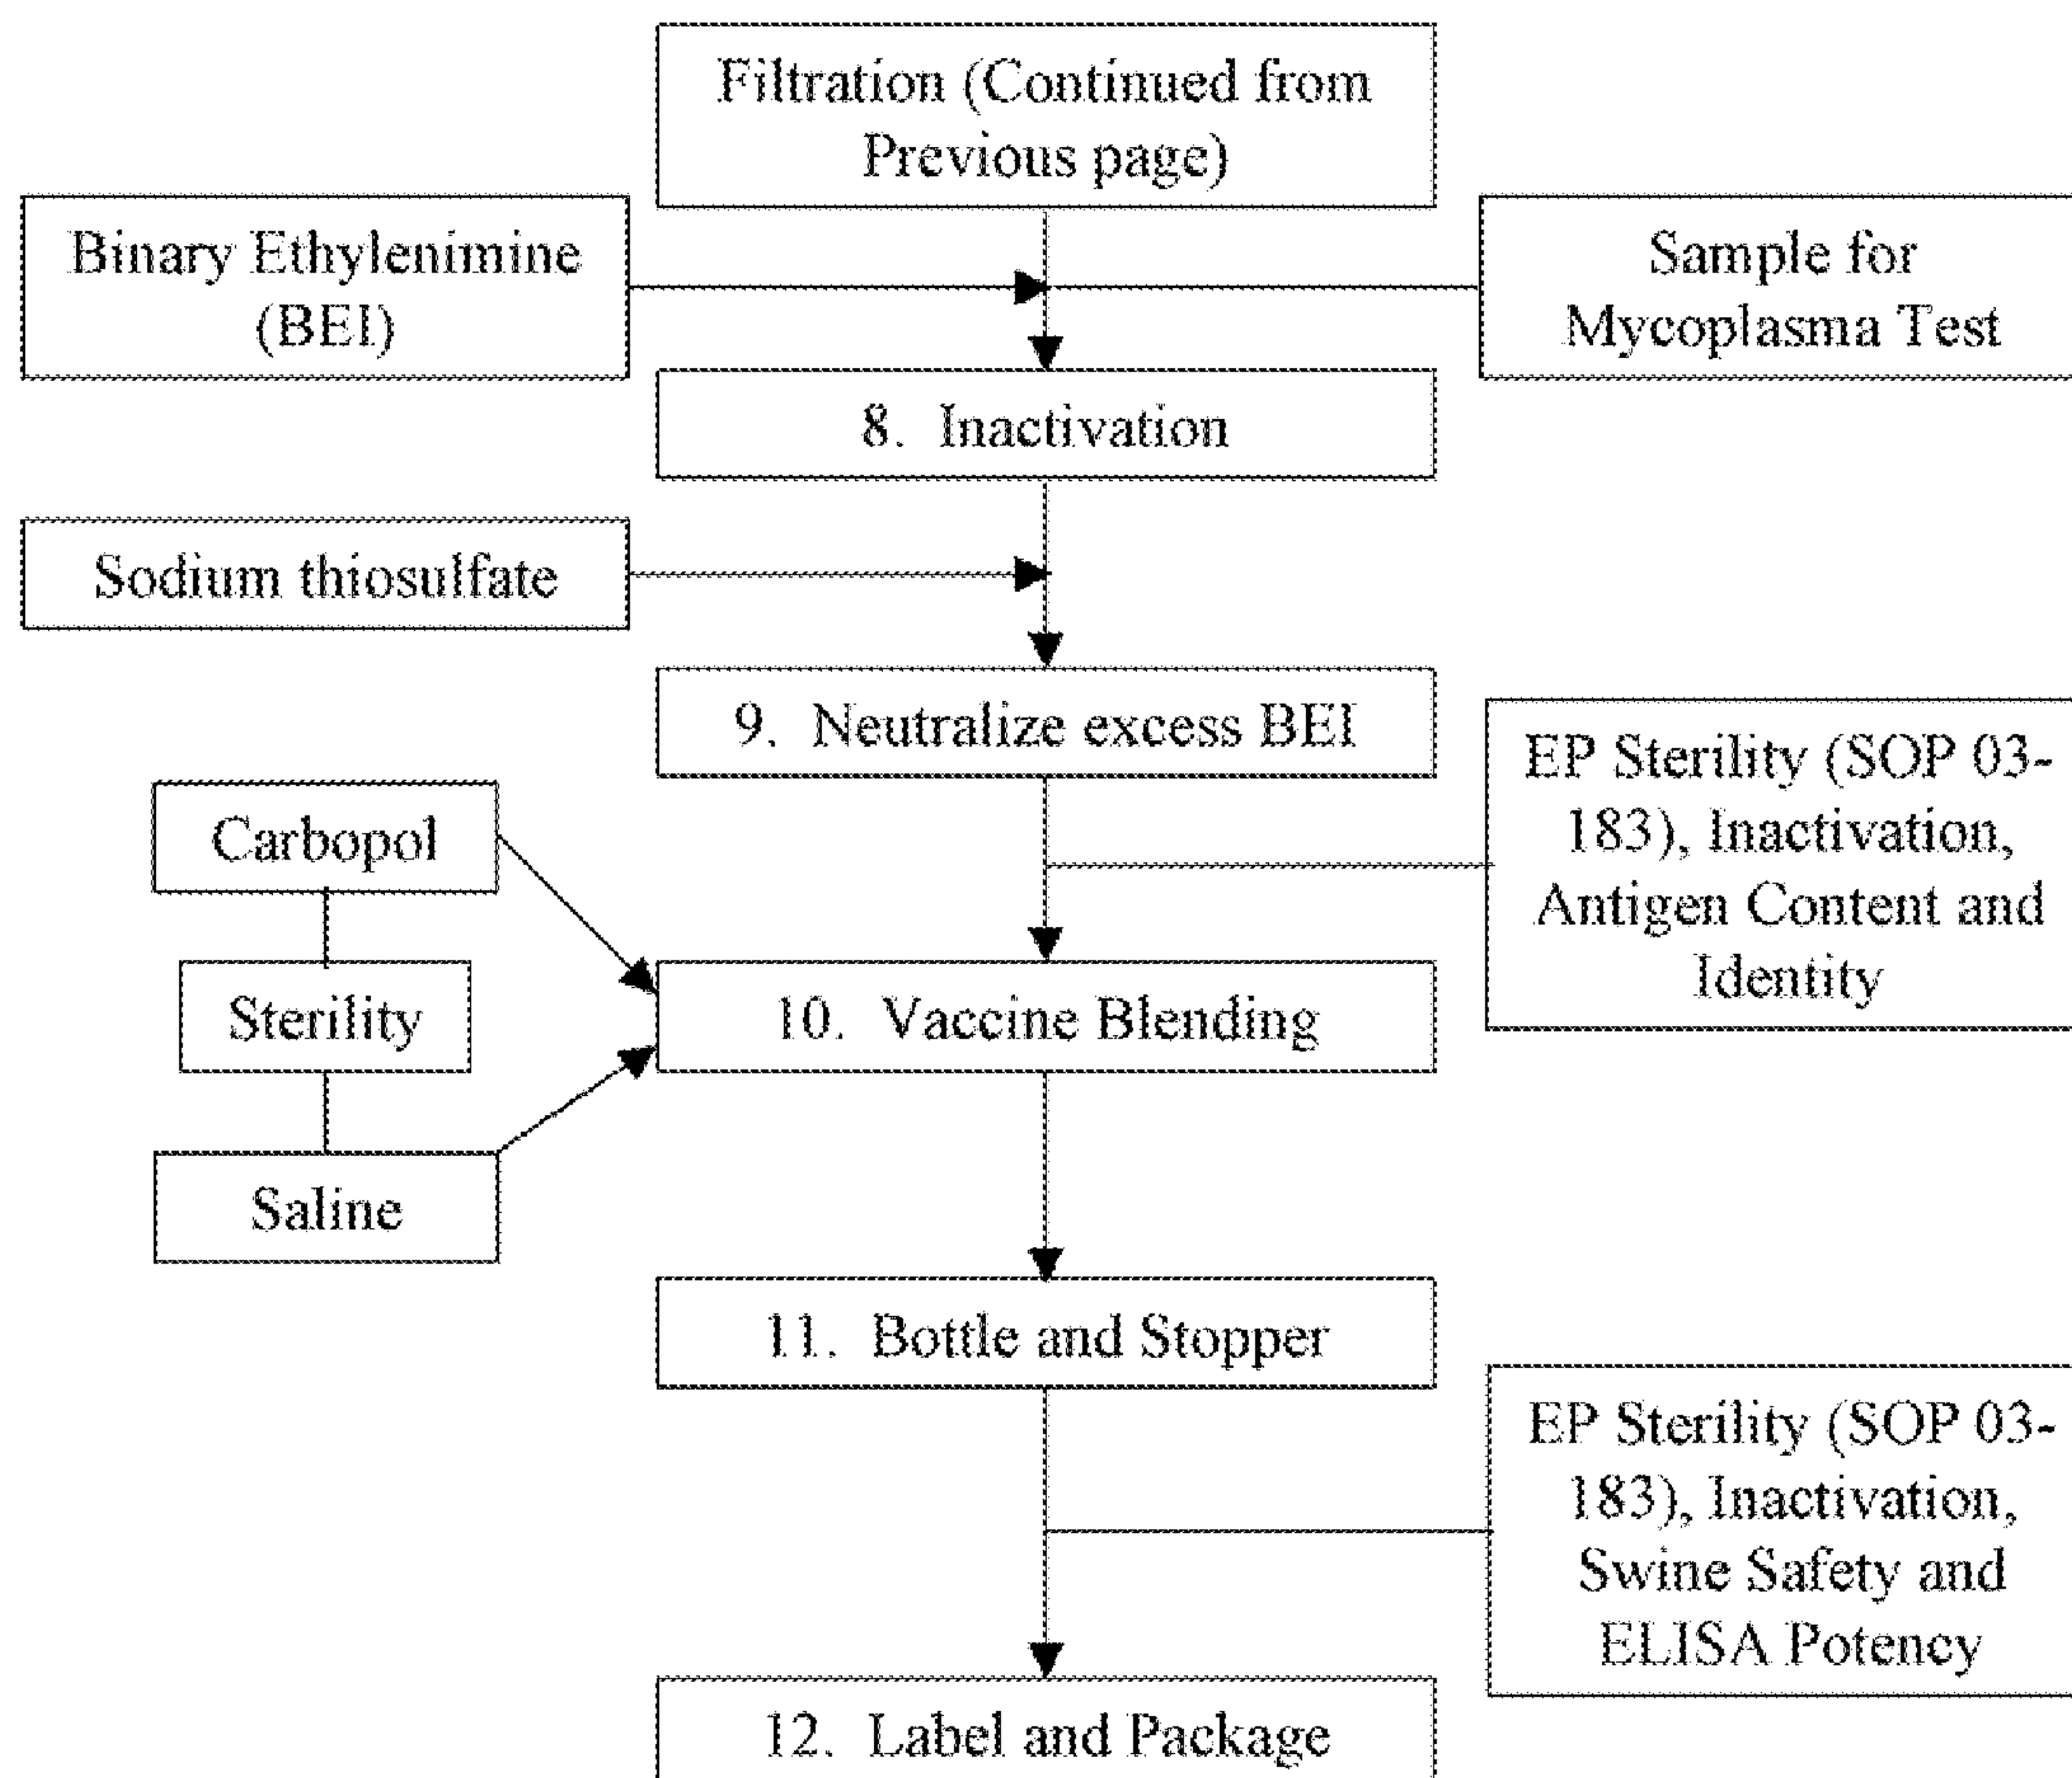 Filtration (Continued from
Previous page)
Binary Ethylenimine
(BEI)
Sample for
Mycoplasma Test
8. Inactivation
Sodium thiosulfate
9. Neutralize excess BEI
EP Sterility (SOP 03-
183), Inactivation,
Antigen Content and
Identity
Carbopol
Sterility
10. Vaccine Blending
Saline
11. Bottle and Stopper
EP Sterility (SOP 03-
183), Inactivation,
Swine Safety and
ELISA Potency
12. Label and Package